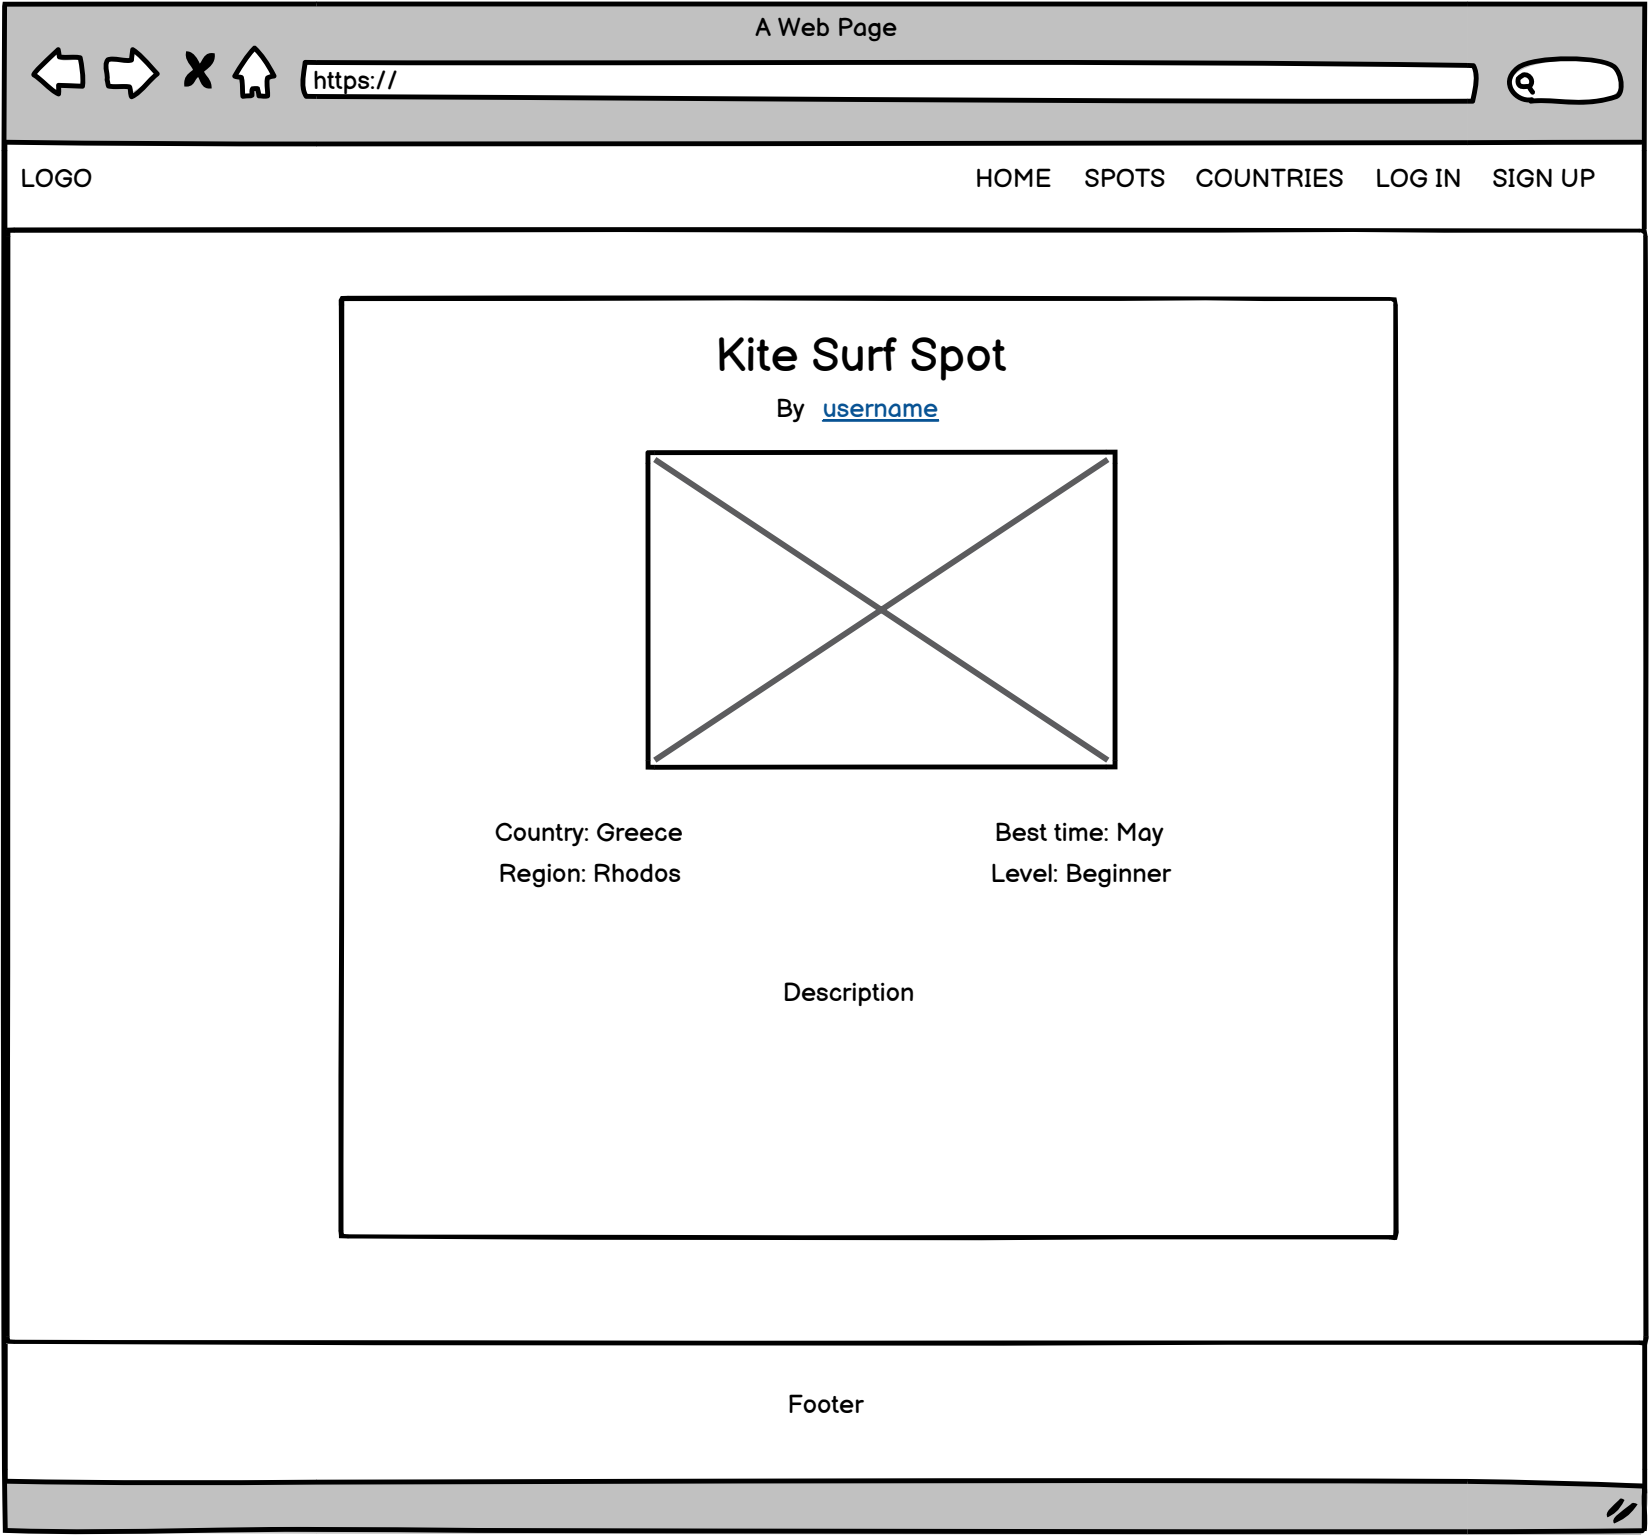 A Web Page
https://
LOGO HOME SPOTS COUNTRIES LOG IN SIGN UP
Kite Surf Spot
By username
Country: Greece
Region: Rhodos
Best time: May
Level: Beginner
Description
Footer